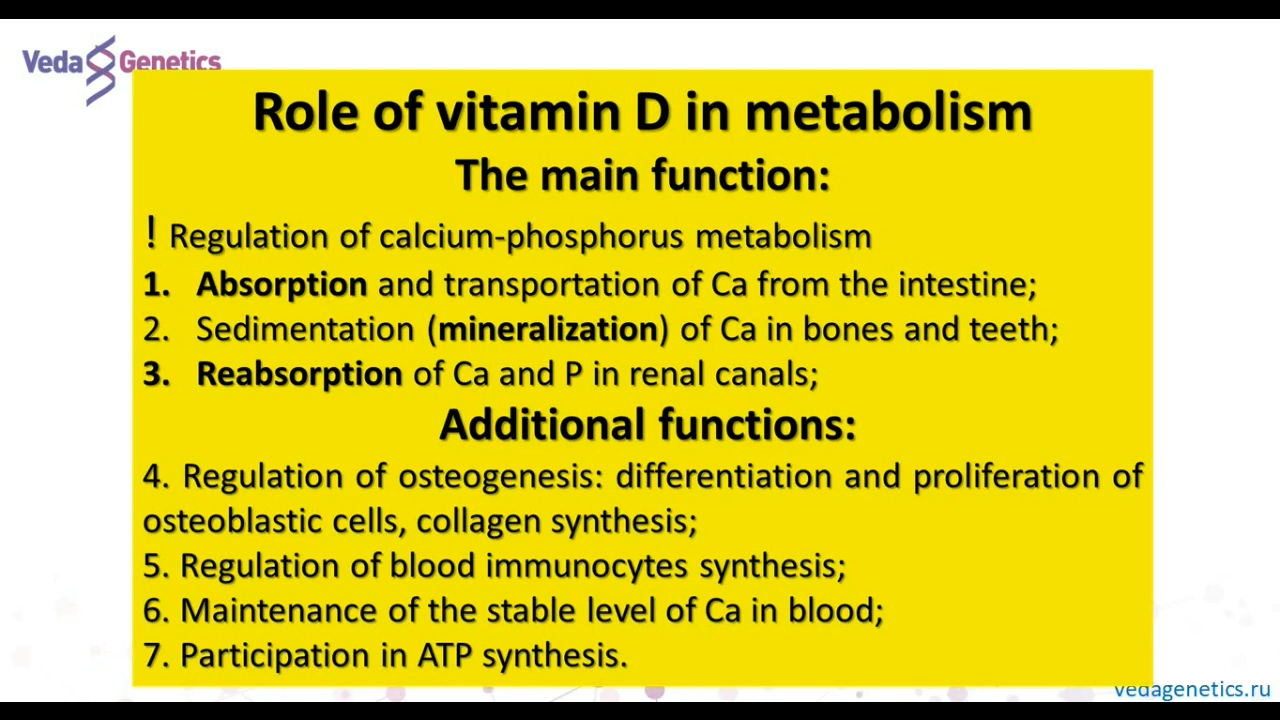 Veda Genetics
Role of vitamin D in metabolism
The main function:
! Regulation of calcium-phosphorus metabolism
1. Absorption and transportation of Ca from the intestine;
2. Sedimentation (mineralization) of Ca in bones and teeth;
3. Reabsorption of Ca and P in renal canals;
Additional functions:
4. Regulation of osteogenesis: differentiation and proliferation of
osteoblastic cells, collagen synthesis;
5. Regulation of blood immunocytes synthesis;
6. Maintenance of the stable level of Ca in blood;
7. Participation in ATP synthesis.
vedagenetics.ru